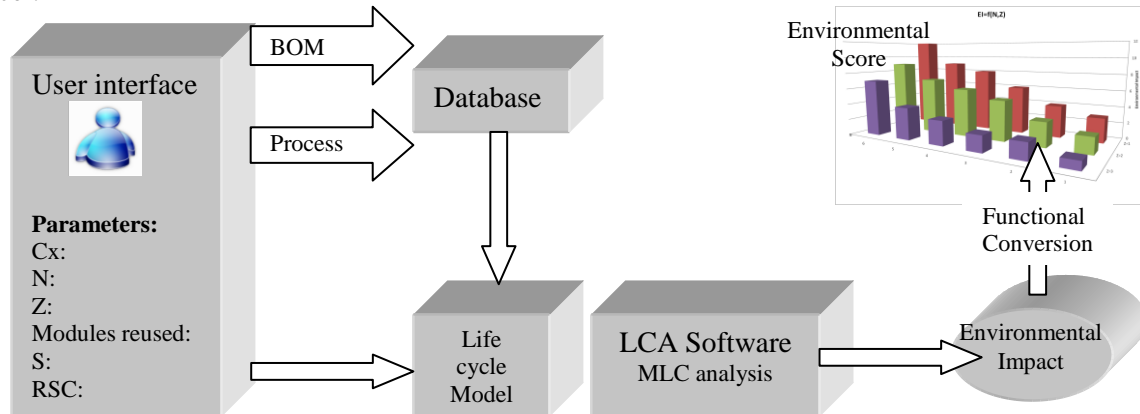 BOM
User interface
Process
Database
Parameters:
Cx:
N:
Z:
Modules reused:
S:
RSC:
Life
cycle
Model
LCA Software
MLC analysis
Environmental
Impact
Functional
Conversion
Environmental
Score
EI=f(N,Z)